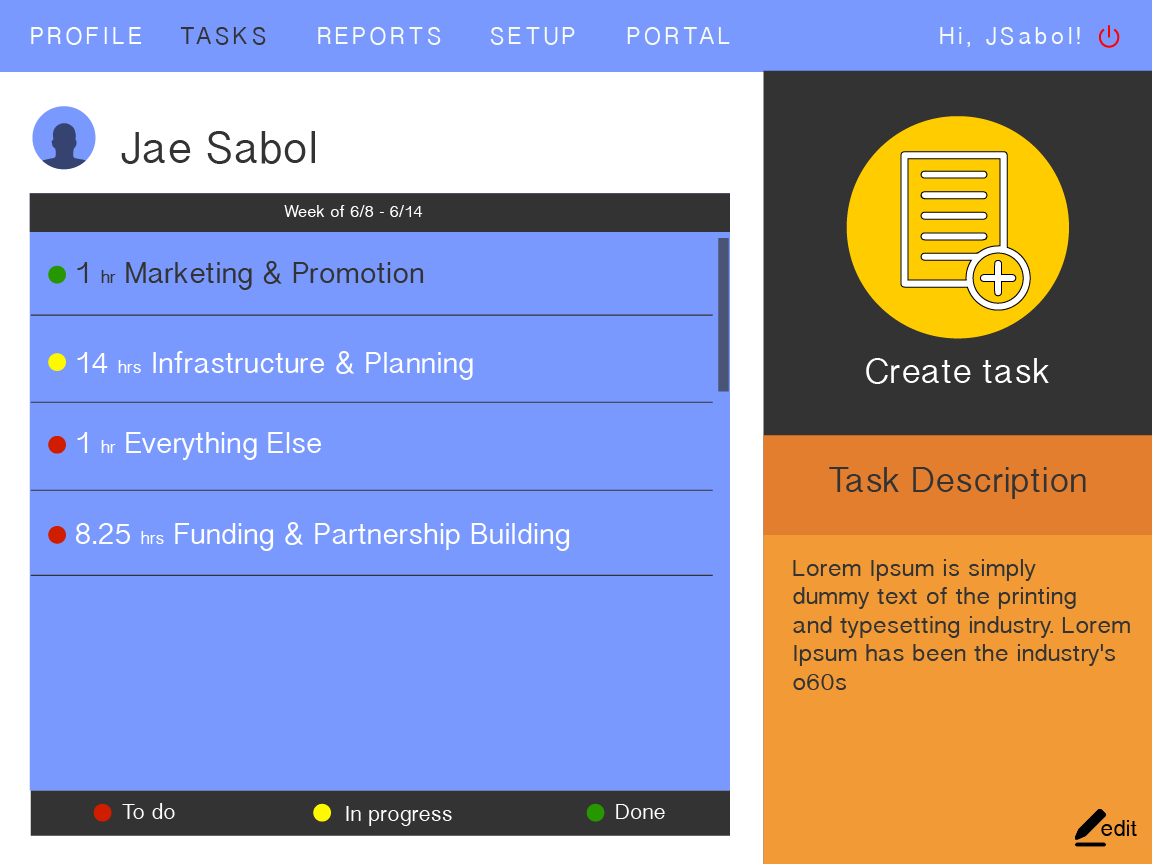 PROFILE TASKS REPORTS SETUP PORTAL Hi, JSabol!
Jae Sabol
Week of 6/8 - 6/14
1 hr Marketing & Promotion
14 hrs Infrastructure & Planning
1 hr Everything Else
8.25 hrs Funding & Partnership Building
To do In progress Done
Create task
Task Description
Lorem Ipsum is simply
dummy text of the printing
and typesetting industry. Lorem
Ipsum has been the industry's
o60s
edit